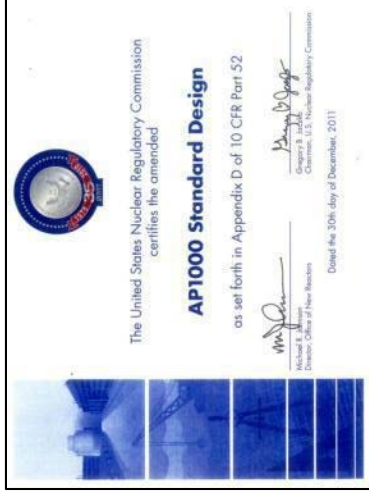 The United States Nuclear Regulatory Commission
certifies the amended
AP1000 Standard Design
as set forth in Appendix D of 10 CFR Part 52
Michael R. Johnson
Director, Office of New Reactors
Gregory B. Jaczko
Chairman, U.S. Nuclear Regulatory Commission
Dated the 30th day of December, 2011